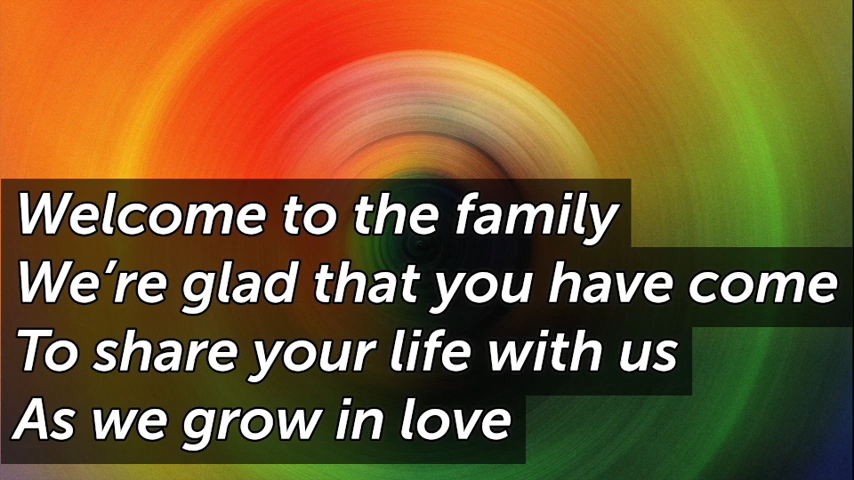 Welcome to the family
We’re glad that you have come
To share your life with us
As we grow in love